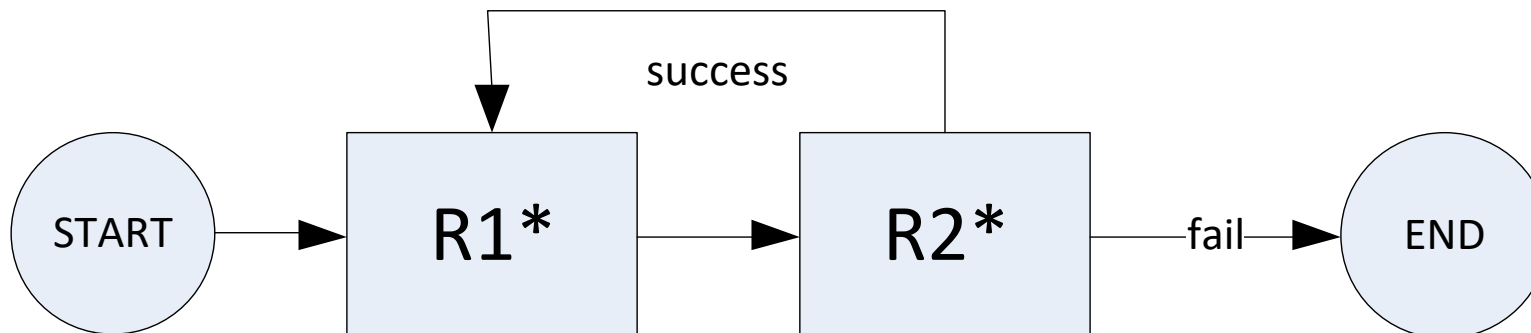 success
START
R1*
R2*
fail
END